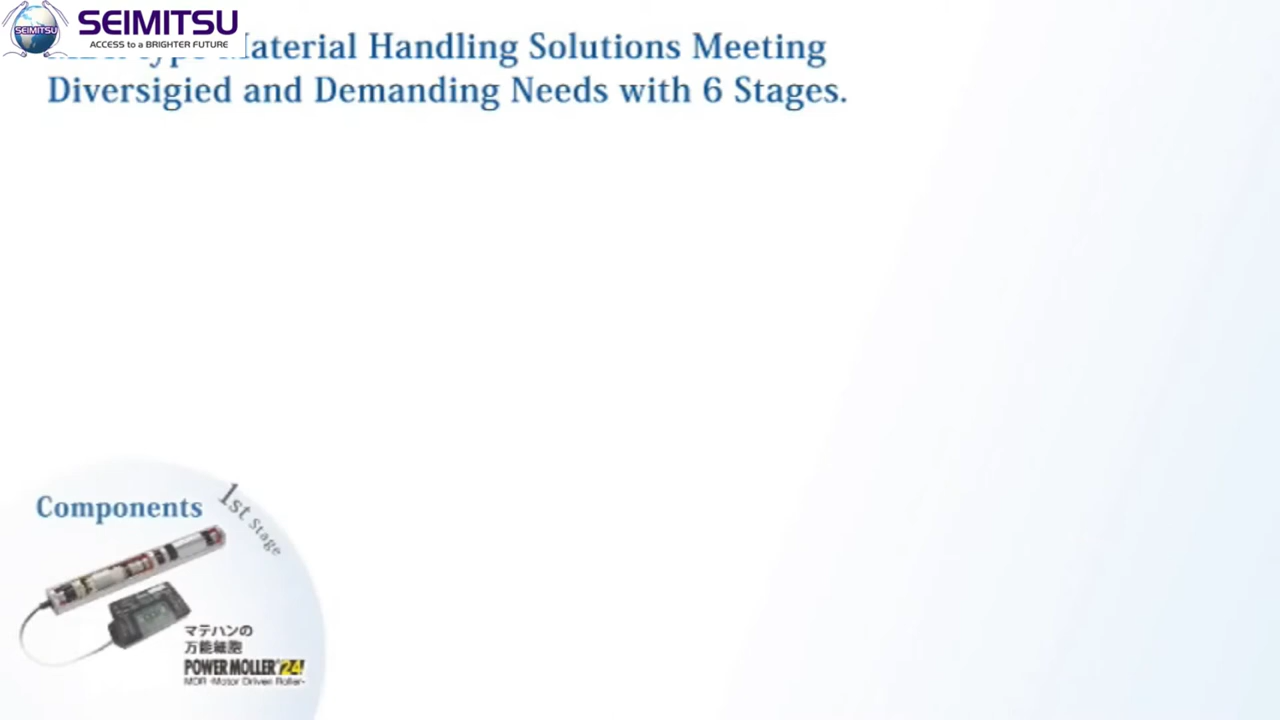 SEIMITSU
SEIMITSU
ACCESS to a BRIGHTER FUTURE
Material Handling Solutions Meeting
Diversigied and Demanding Needs with 6 Stages.
Components
1st Stage
マテハンの
万能細胞
POWER MOLLER 24!
MDR -Motor Driven Roller-